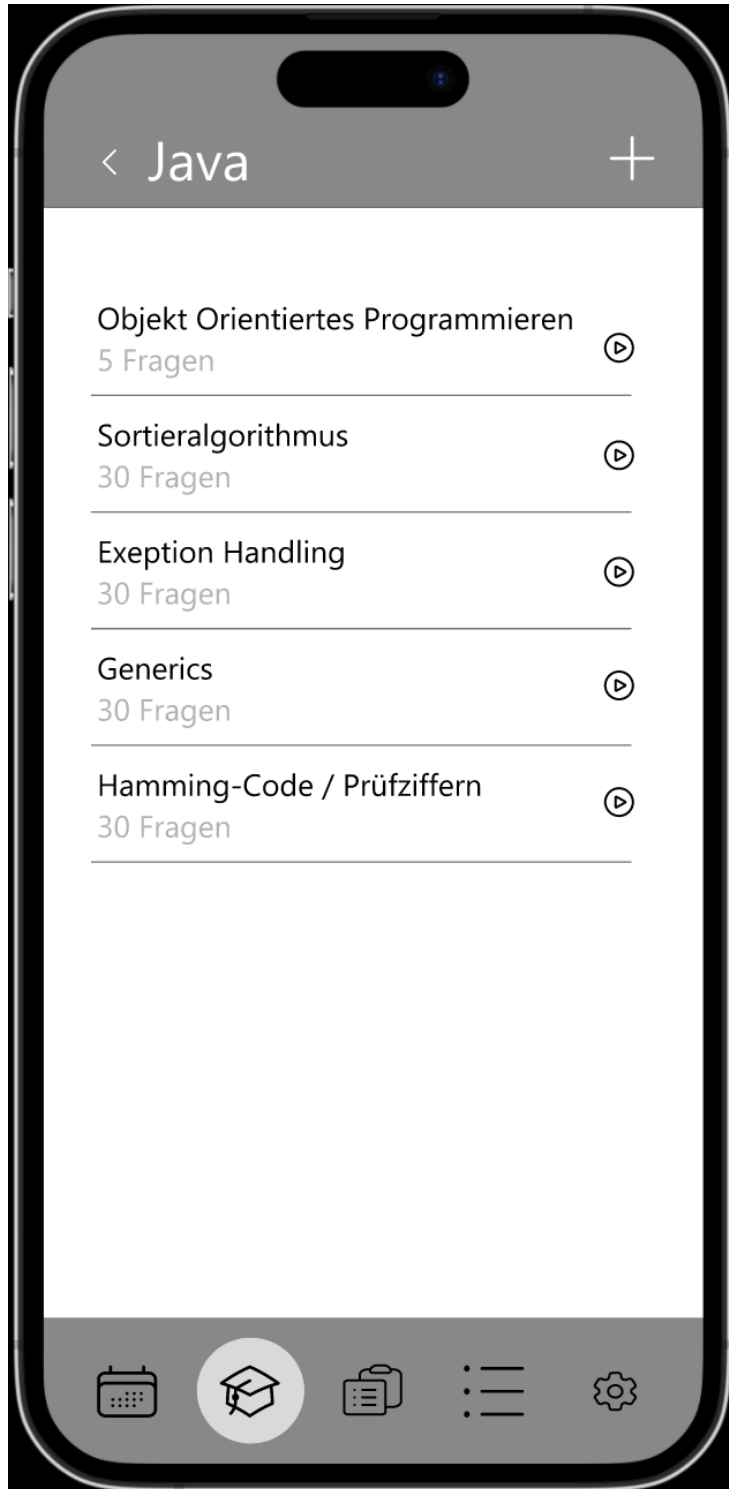 Java
Objekt Orientiertes Programmieren
5 Fragen
Sortieralgorithmus
30 Fragen
Exeption Handling
30 Fragen
Generics
30 Fragen
Hamming-Code / Prüfziffern
30 Fragen